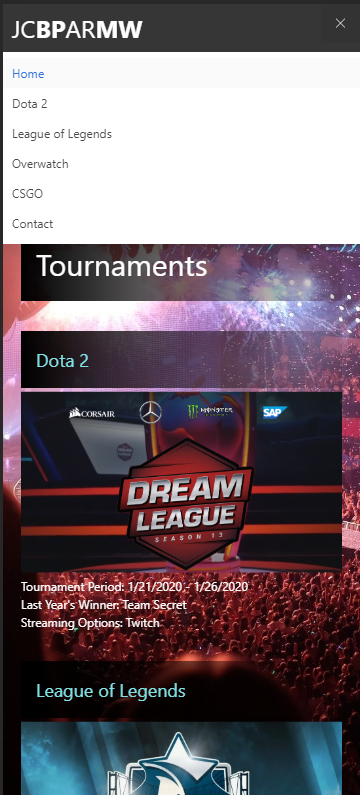 JCBPARMW
Home
Dota 2
League of Legends
Overwatch
CSGO
Contact
Tournaments
Dota 2
CORSAIR
MONSTER
SAP
DREAM
LEAGUE
SEASON 13
Tournament Period: 1/21/2020 - 1/26/2020
Last Year's Winner: Team Secret
Streaming Options: Twitch
League of Legends